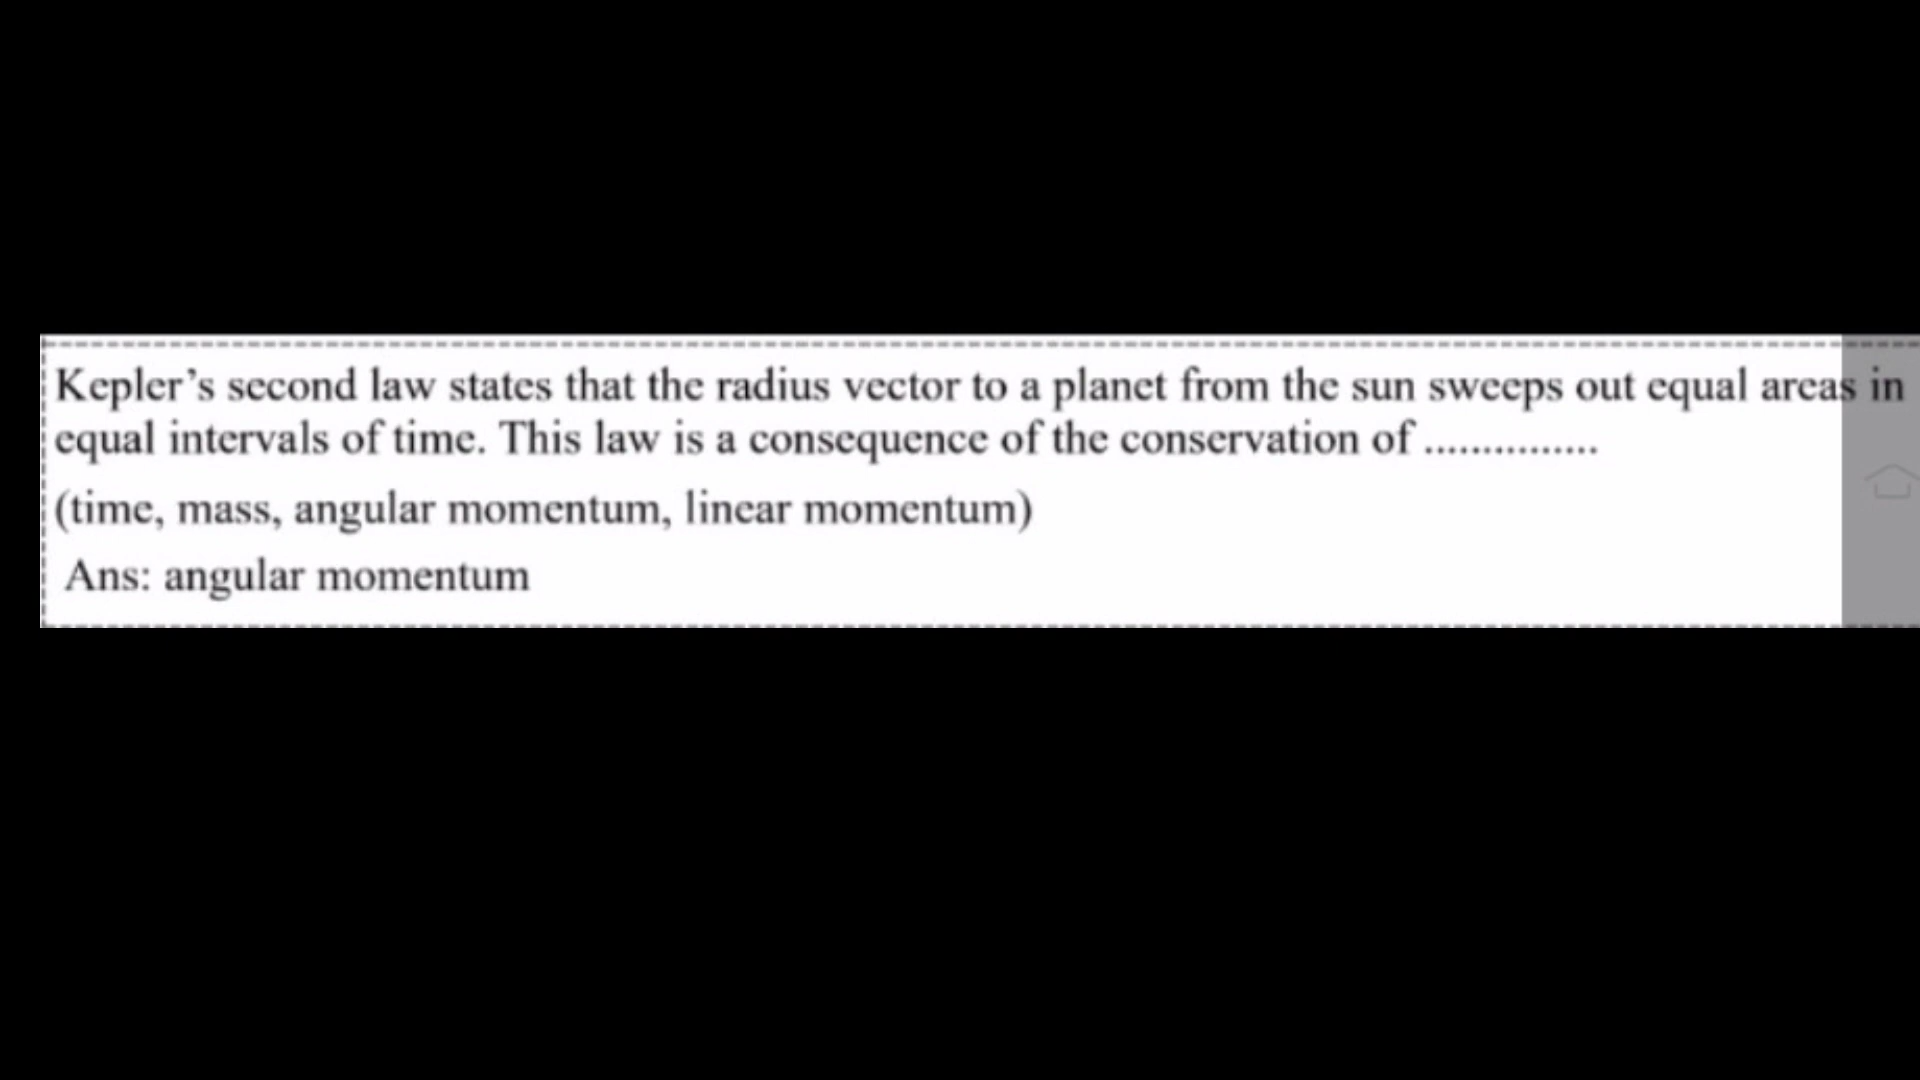 Kepler’s second law states that the radius vector to a planet from the sun sweeps out equal areas in
equal intervals of time. This law is a consequence of the conservation of ...............
(time, mass, angular momentum, linear momentum)
Ans: angular momentum